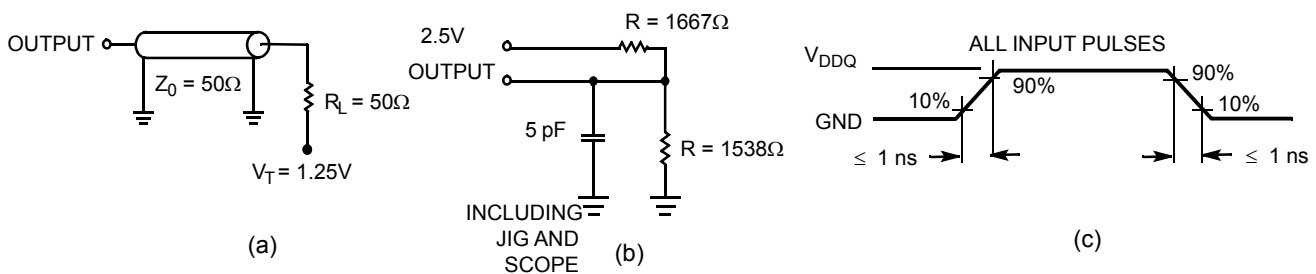 OUTPUT
Z0 = 50Ω
RL = 50Ω
VT = 1.25V
(a)
R = 1667Ω
2.5V
OUTPUT
5 pF
R = 1538Ω
INCLUDING
JIG AND
SCOPE
(b)
ALL INPUT PULSES
VDDQ
90%
90%
10%
10%
GND
≤ 1 ns
≤ 1 ns
(c)